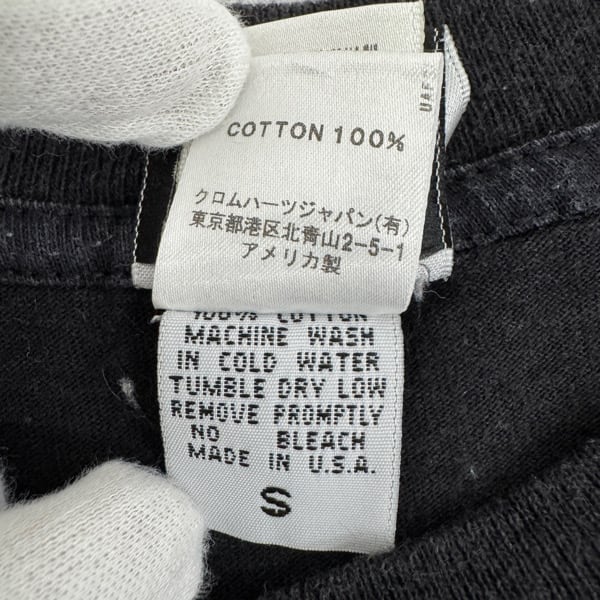 COTTON 100%
クロムハーツジャパン(有)
東京都港区北青山2-5-1
アメリカ製
100% COTTON
MACHINE WASH
IN COLD WATER
TUMBLE DRY LOW
REMOVE PROMPTLY
NO BLEACH
MADE IN U.S.A.
S